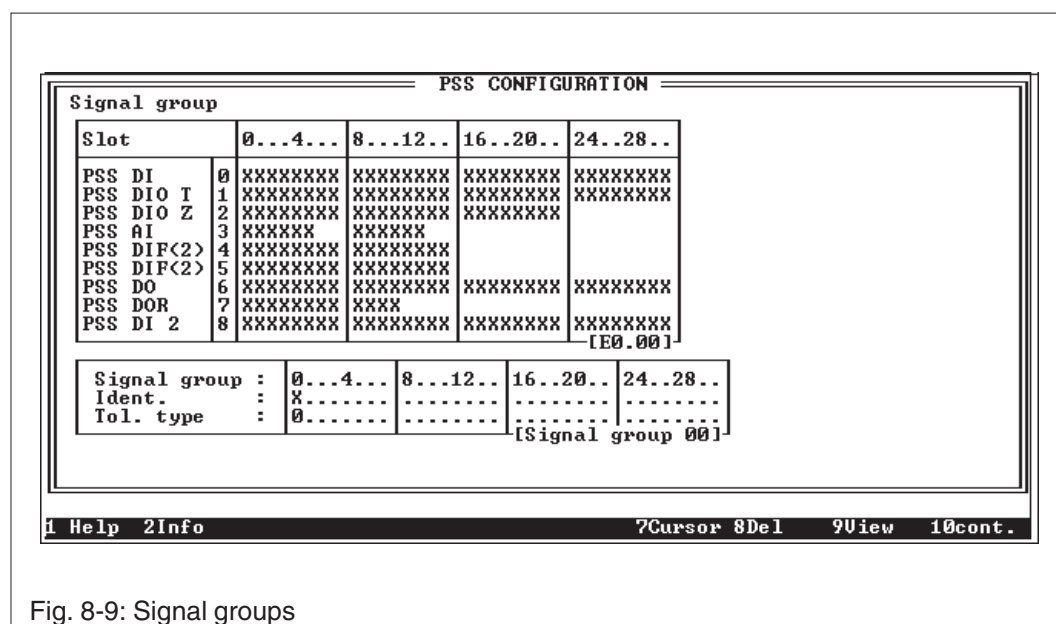 PSS CONFIGURATION
Signal group
Slot 0...4... 8...12.. 16..20.. 24..28..
PSS DI 0 XXXXXXXX XXXXXXXX XXXXXXXX XXXXXXXX
PSS DIO T 1 XXXXXXXX XXXXXXXX XXXXXXXX XXXXXXXX
PSS DIO Z 2 XXXXXXXX XXXXXXXX XXXXXXXX
PSS AI 3 XXXXXX XXXXXX
PSS DIF(2) 4 XXXXXXXX XXXXXXXX
PSS DIF(2) 5 XXXXXXXX XXXXXXXX
PSS DO 6 XXXXXXXX XXXXXXXX XXXXXXXX XXXXXXXX
PSS DOR 7 XXXXXXXX XXXX
PSS DI 2 8 XXXXXXXX XXXXXXXX XXXXXXXX XXXXXXXX
[E0.00]
Signal group : 0...4... 8...12.. 16..20.. 24..28..
Ident. : X....... ........ ........ ........
Tol. type : 0....... ........ ........ ........
[Signal group 00]
1 Help 2Info 7Cursor 8Del 9View 10cont.
Fig. 8-9: Signal groups